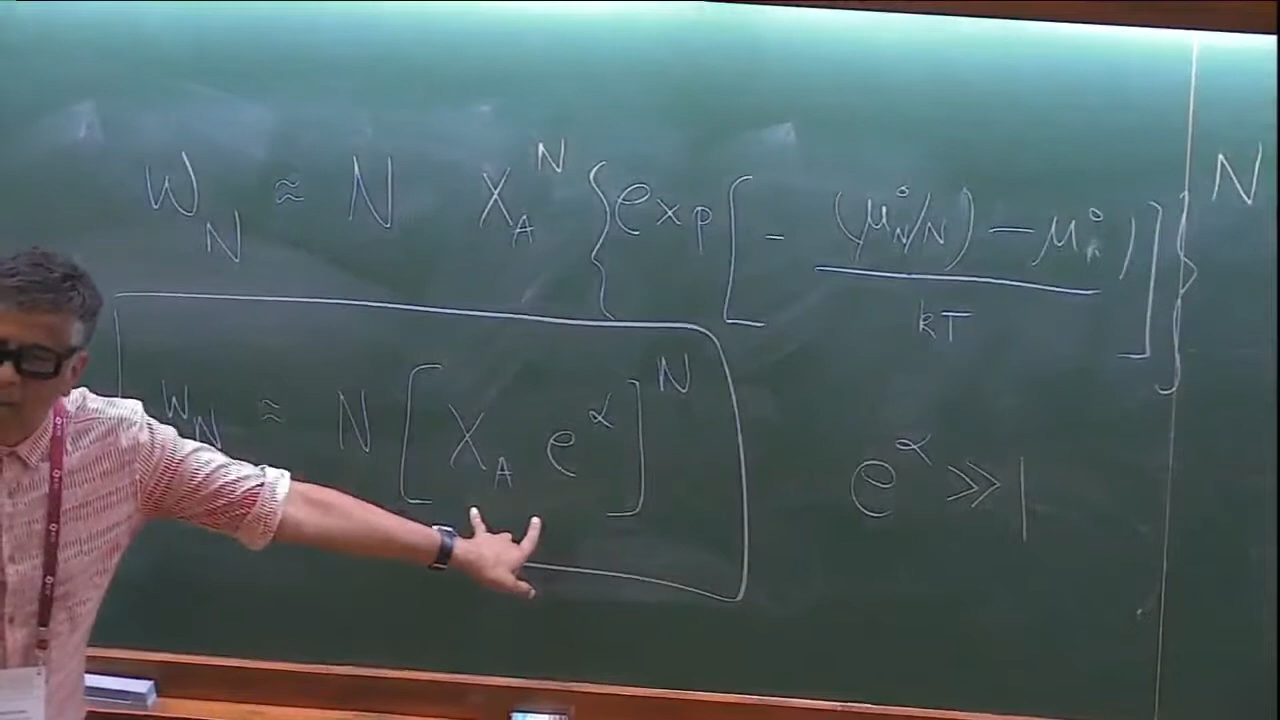 W_N ≈ N X_A^N {exp[ - (μ°_N/N) - μ°_A) / kT ]}^N
W_N ≈ N [ X_A e^α ]^N
e^α >> 1